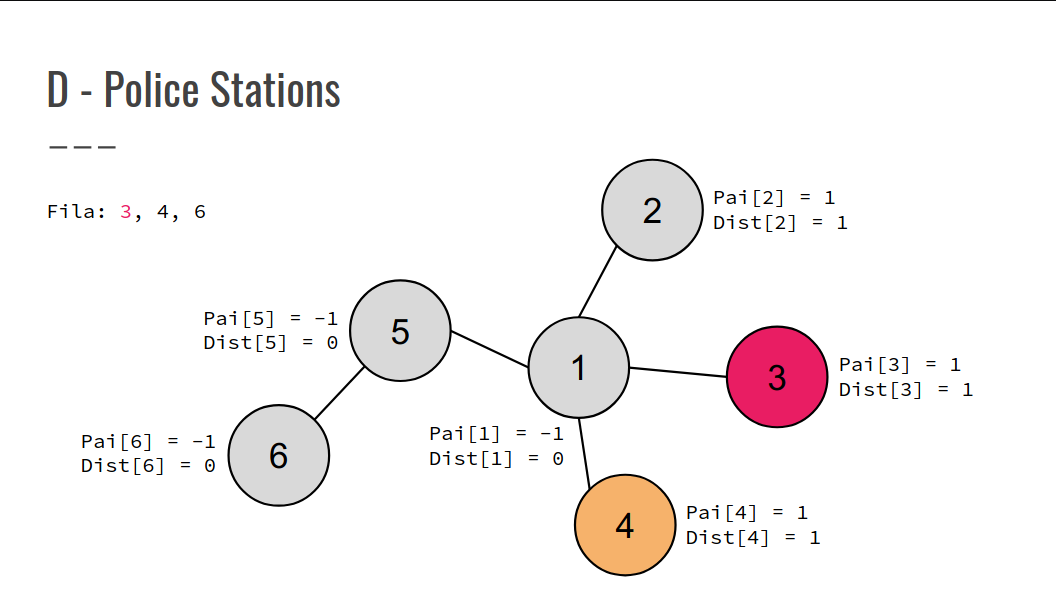 D - Police Stations
———
Fila: 3, 4, 6
2
Pai[2] = 1
Dist[2] = 1
Pai[5] = -1
Dist[5] = 0
5
1
3
Pai[3] = 1
Dist[3] = 1
Pai[6] = -1
Dist[6] = 0
6
Pai[1] = -1
Dist[1] = 0
4
Pai[4] = 1
Dist[4] = 1